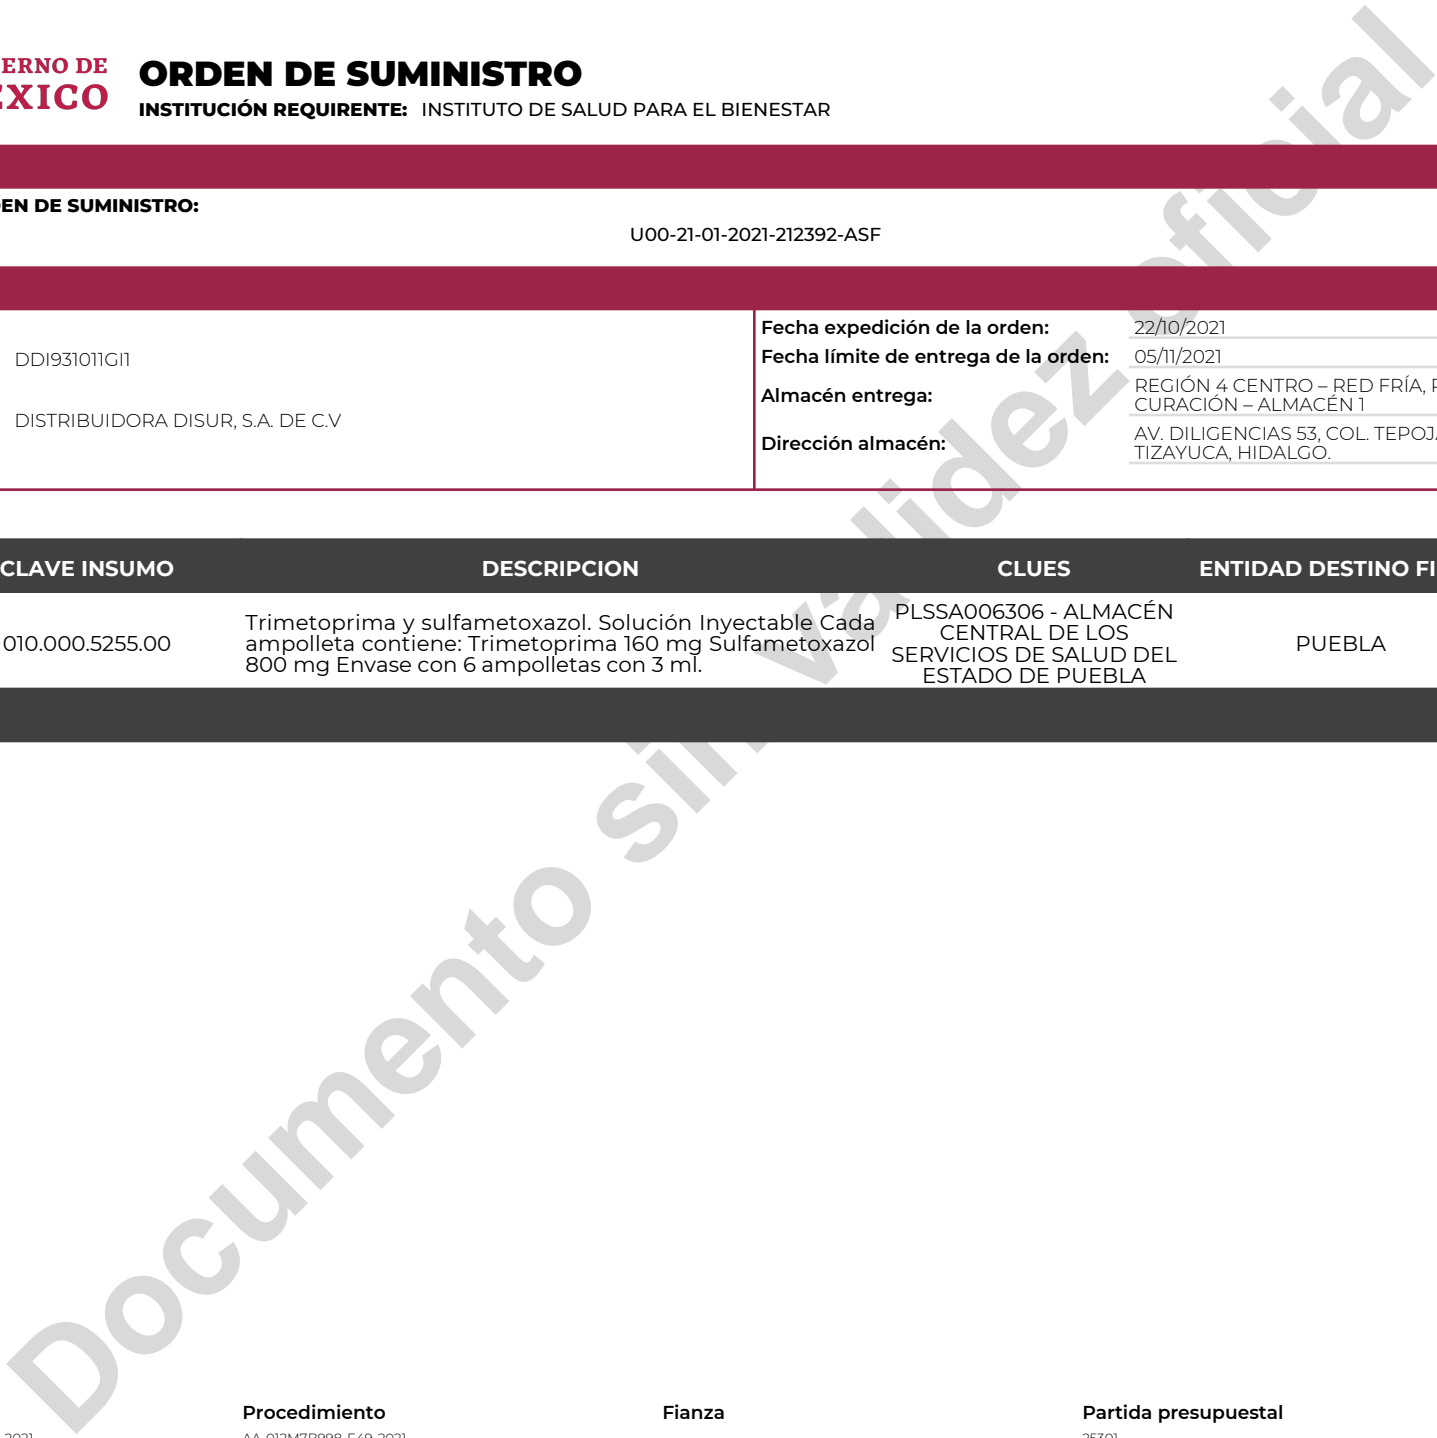 ERNO DE
ÉXICO
ORDEN DE SUMINISTRO
INSTITUCIÓN REQUIRENTE: INSTITUTO DE SALUD PARA EL BIENESTAR
EN DE SUMINISTRO:
U00-21-01-2021-212392-ASF
DDI931011GI1
DISTRIBUIDORA DISUR, S.A. DE C.V
Fecha expedición de la orden: 22/10/2021
Fecha límite de entrega de la orden: 05/11/2021
Almacén entrega:
REGIÓN 4 CENTRO – RED FRÍA,
CURACIÓN – ALMACÉN 1
Dirección almacén:
AV. DILIGENCIAS 53, COL. TEPOJ
TIZAYUCA, HIDALGO.
CLAVE INSUMO DESCRIPCION CLUES ENTIDAD DESTINO FI
010.000.5255.00
Trimetoprima y sulfametoxazol. Solución Inyectable Cada
ampolleta contiene: Trimetoprima 160 mg Sulfametoxazol
800 mg Envase con 6 ampolletas con 3 ml.
PLSSA006306 - ALMACÉN
CENTRAL DE LOS
SERVICIOS DE SALUD DEL
ESTADO DE PUEBLA
PUEBLA
Documento sin validez oficial
Procedimiento Fianza Partida presupuestal